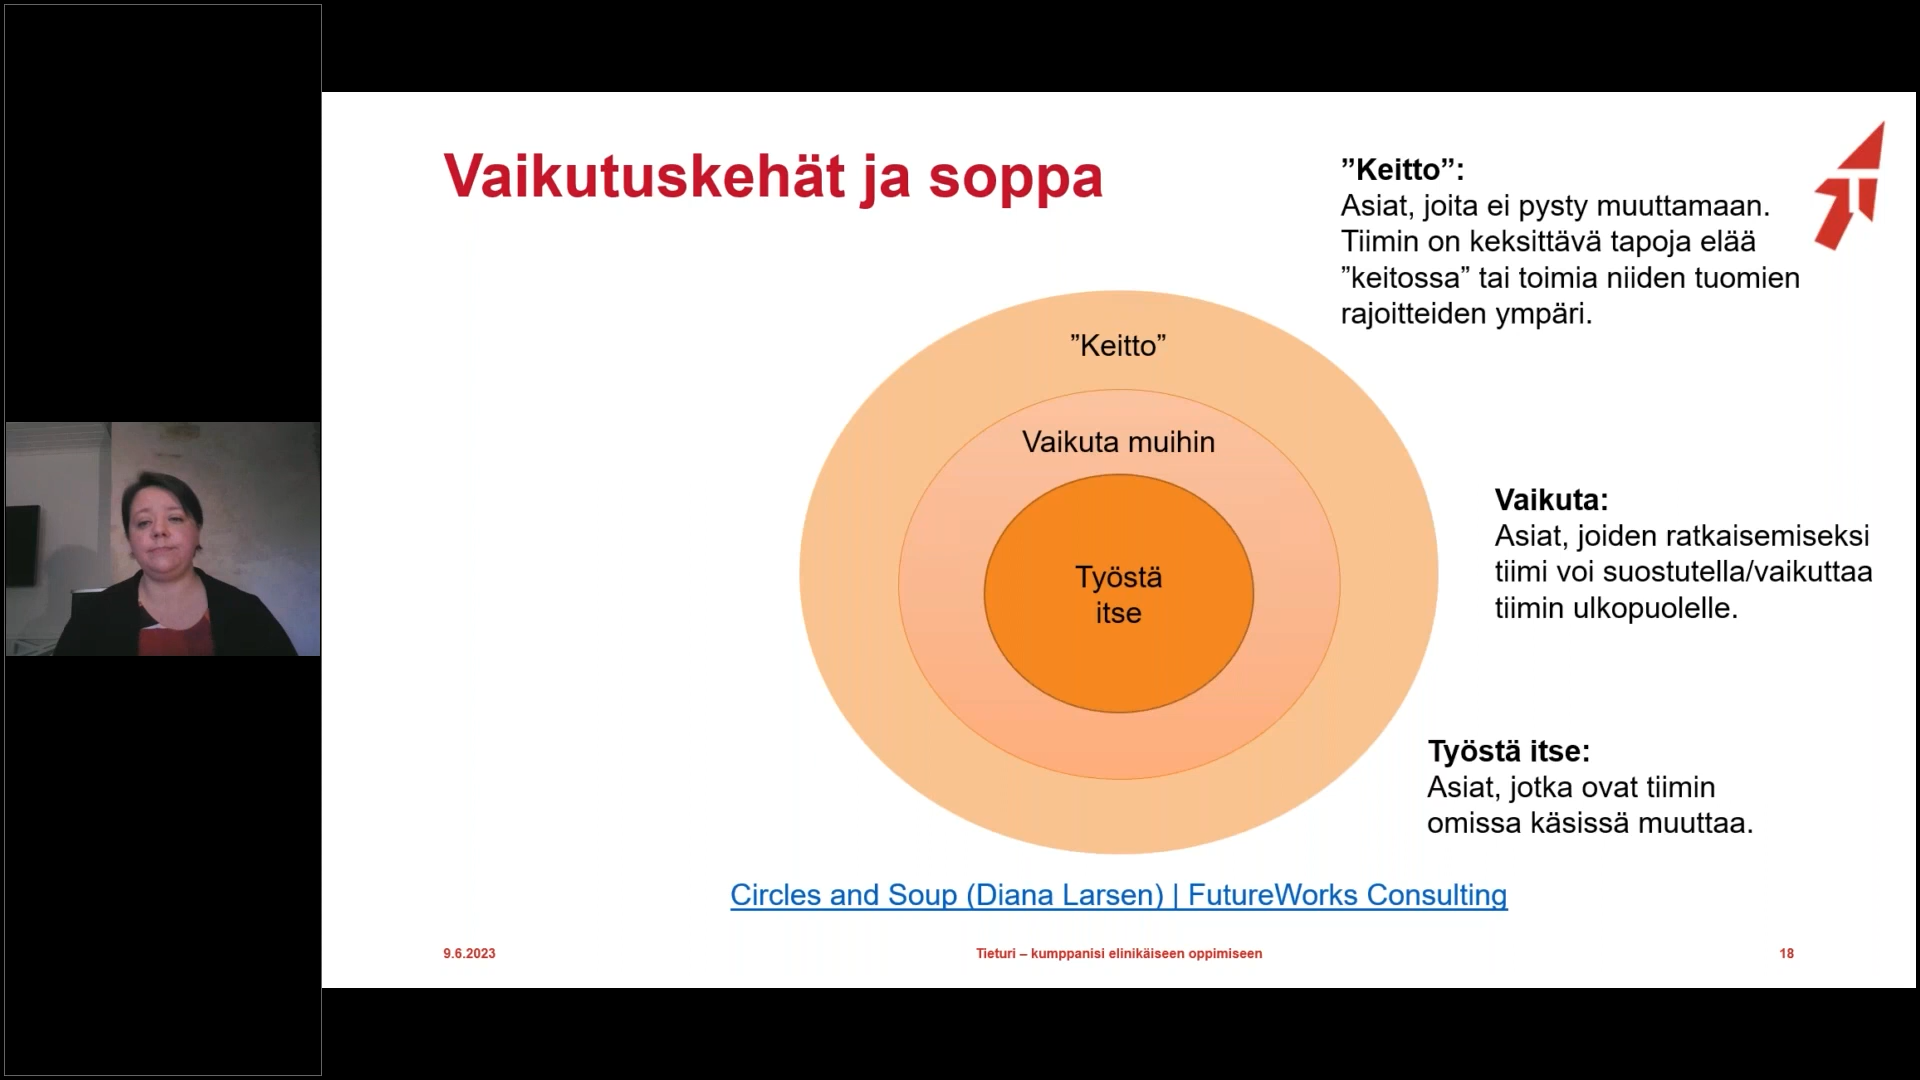 Vaikutuskehät ja soppa
”Keitto”:
Asiat, joita ei pysty muuttamaan.
Tiimin on keksittävä tapoja elää
”keitossa” tai toimia niiden tuomien
rajoitteiden ympäri.
”Keitto”
Vaikuta muihin
Työstä
itse
Vaikuta:
Asiat, joiden ratkaisemiseksi
tiimi voi suostutella/vaikuttaa
tiimin ulkopuolelle.
Työstä itse:
Asiat, jotka ovat tiimin
omissa käsissä muuttaa.
Circles and Soup (Diana Larsen) | FutureWorks Consulting
9.6.2023
Tieturi – kumppanisi elinikäiseen oppimiseen
18